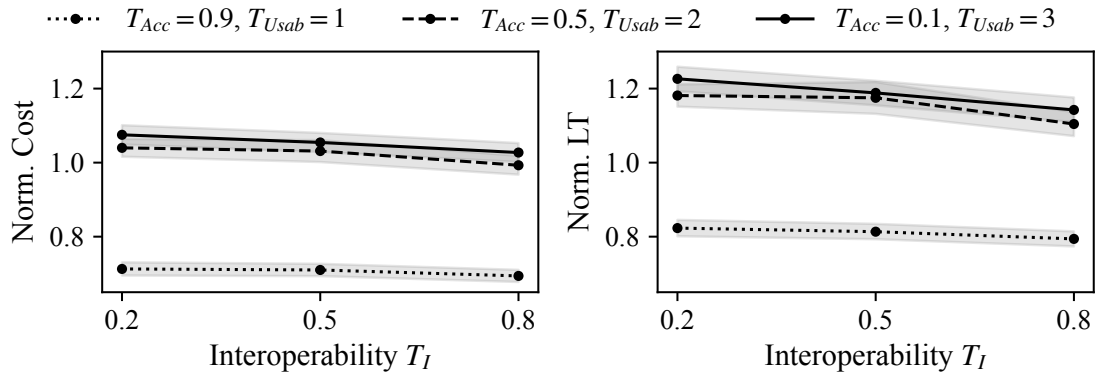 T_Acc = 0.9, T_Usab = 1
T_Acc = 0.5, T_Usab = 2
T_Acc = 0.1, T_Usab = 3
Norm. Cost
1.2
1.0
0.8
0.2 0.5 0.8
Interoperability T_I
Norm. LT
1.2
1.0
0.8
0.2 0.5 0.8
Interoperability T_I